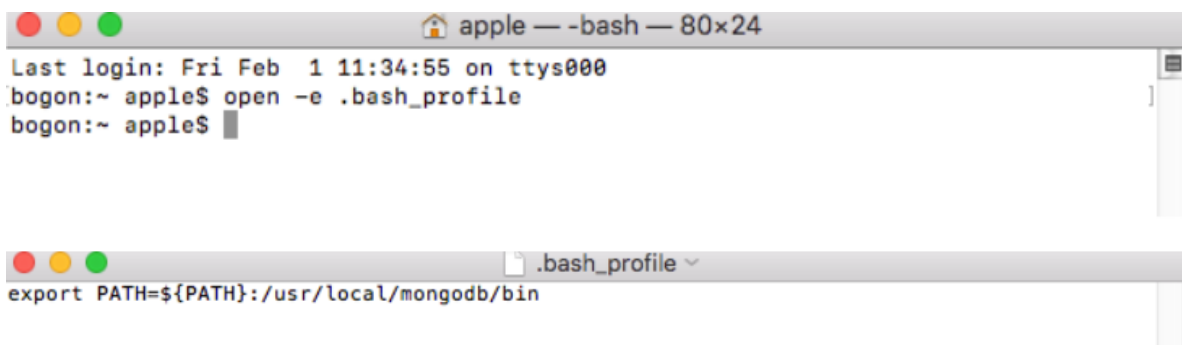 apple — -bash — 80×24
Last login: Fri Feb  1 11:34:55 on ttys000
[bogon:~ apple$ open -e .bash_profile ]
bogon:~ apple$
.bash_profile
export PATH=${PATH}:/usr/local/mongodb/bin